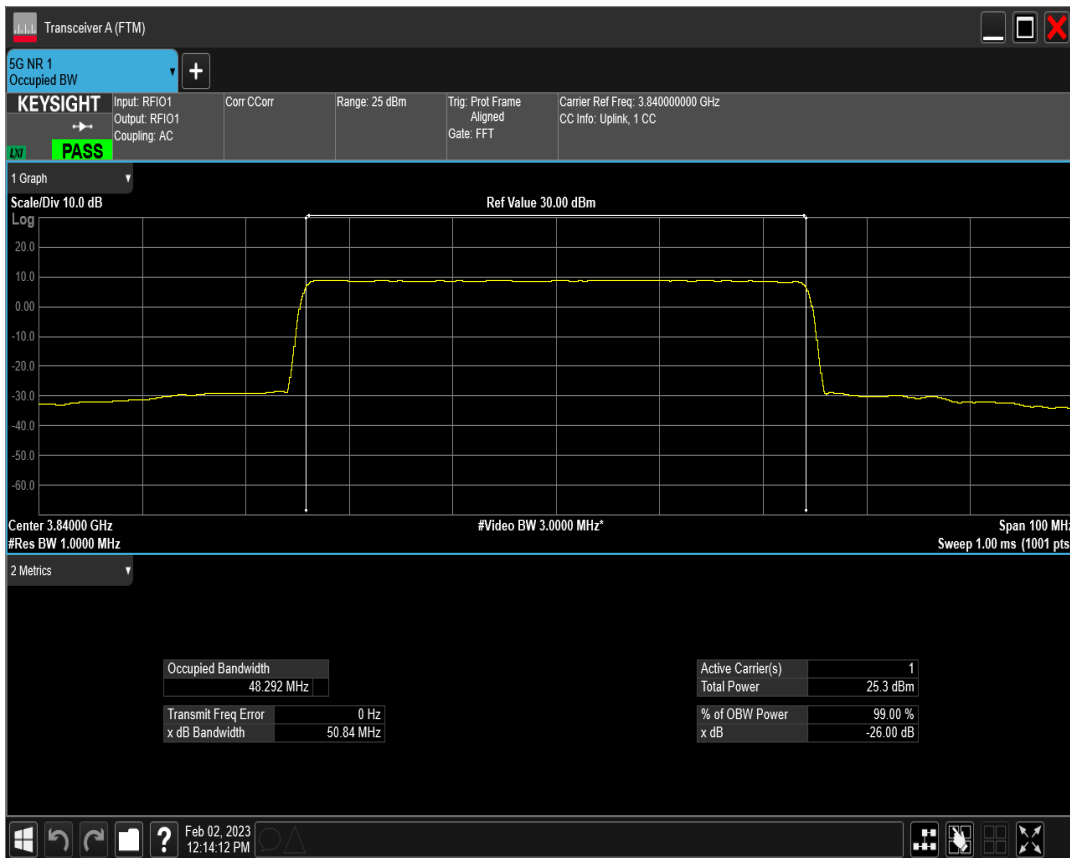 Transceiver A (FTM)
5G NR 1
Occupied BW
+
KEYSIGHT
LXI
PASS
Input: RFIO1
Output: RFIO1
Coupling: AC
Corr CCorr
Range: 25 dBm
Trig: Prot Frame
Aligned
Gate: FFT
Carrier Ref Freq: 3.840000000 GHz
CC Info: Uplink, 1 CC
1 Graph
Scale/Div 10.0 dB
Ref Value 30.00 dBm
Log
20.0
10.0
0.00
-10.0
-20.0
-30.0
-40.0
-50.0
-60.0
Center 3.84000 GHz
#Video BW 3.0000 MHz*
Span 100 MHz
#Res BW 1.0000 MHz
Sweep 1.00 ms (1001 pts
2 Metrics
Occupied Bandwidth
48.292 MHz
Transmit Freq Error 0 Hz
x dB Bandwidth 50.84 MHz
Active Carrier(s) 1
Total Power 25.3 dBm
% of OBW Power 99.00 %
x dB -26.00 dB
?
Feb 02, 2023
12:14:12 PM